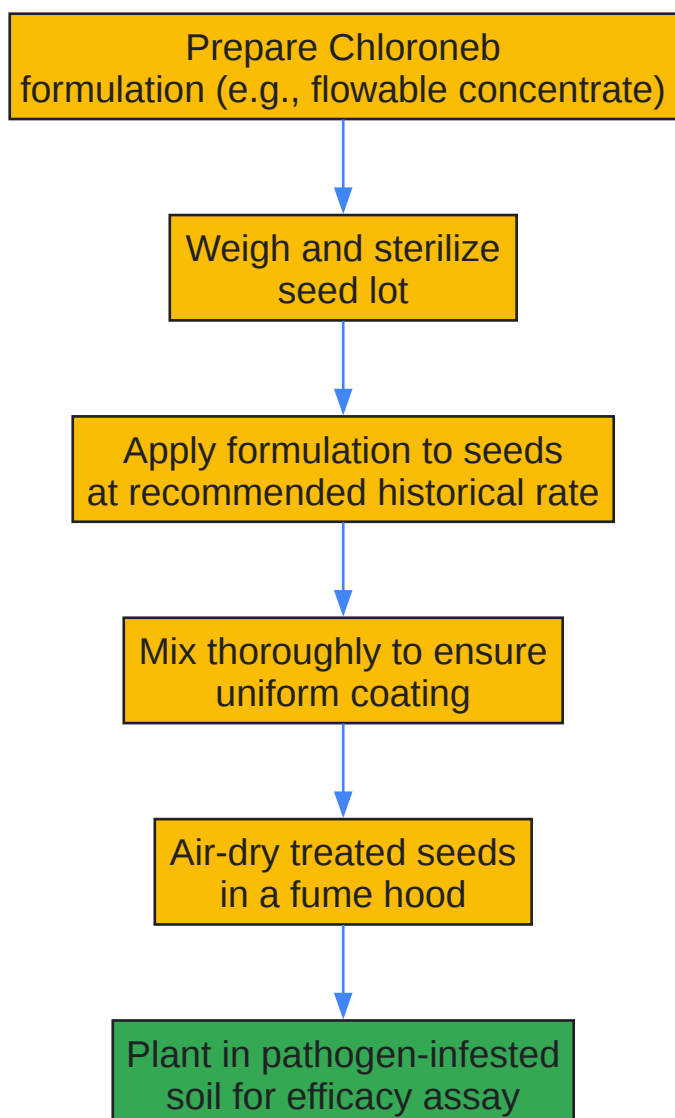 Prepare Chloroneb
formulation (e.g., flowable concentrate)
Weigh and sterilize
seed lot
Apply formulation to seeds
at recommended historical rate
Mix thoroughly to ensure
uniform coating
Air-dry treated seeds
in a fume hood
Plant in pathogen-infested
soil for efficacy assay